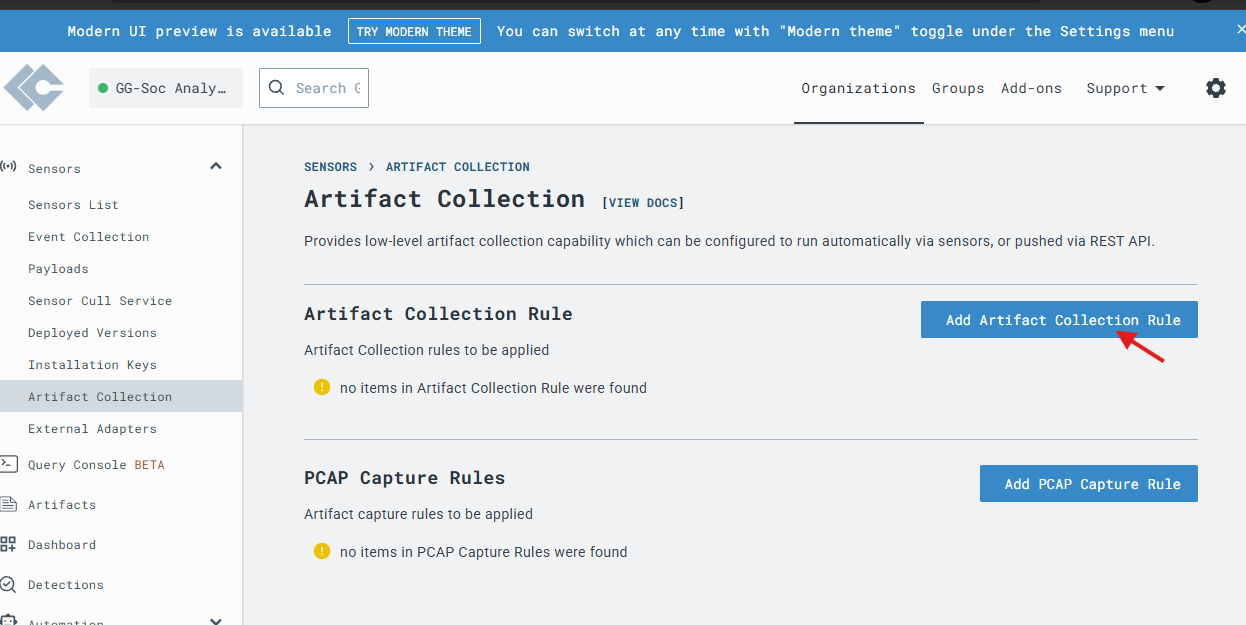 Modern UI preview is available TRY MODERN THEME You can switch at any time with "Modern theme" toggle under the Settings menu
GG-Soc Analy… Search Organizations Groups Add-ons Support
Sensors
Sensors List
Event Collection
Payloads
Sensor Cull Service
Deployed Versions
Installation Keys
Artifact Collection
External Adapters
Query Console BETA
Artifacts
Dashboard
Detections
Automation
SENSORS > ARTIFACT COLLECTION
Artifact Collection [VIEW DOCS]
Provides low-level artifact collection capability which can be configured to run automatically via sensors, or pushed via REST API.
Artifact Collection Rule
Add Artifact Collection Rule
Artifact Collection rules to be applied
no items in Artifact Collection Rule were found
PCAP Capture Rules
Add PCAP Capture Rule
Artifact capture rules to be applied
no items in PCAP Capture Rules were found